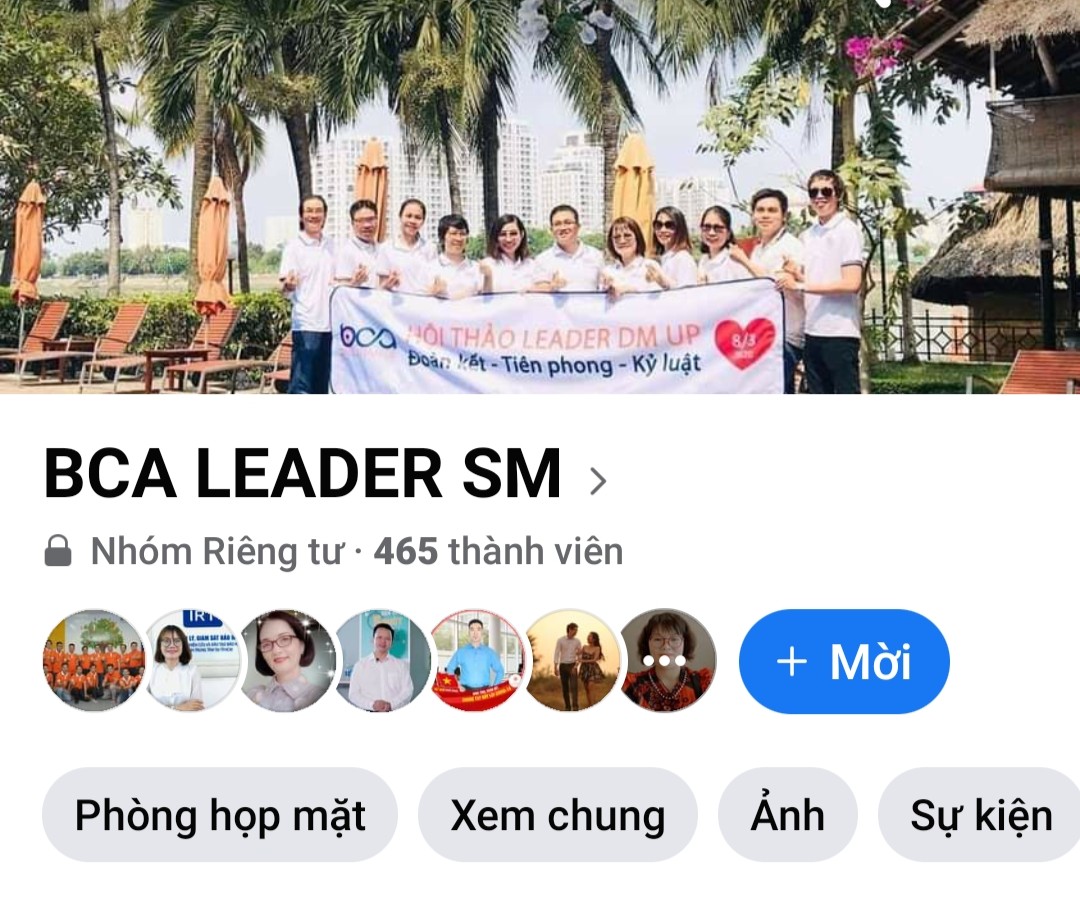 bca HỘI THẢO LEADER DM UP
Đoàn kết - Tiên phong - Kỷ luật
8/3
BCA LEADER SM
Nhóm Riêng tư · 465 thành viên
+ Mời
Phòng họp mặt
Xem chung
Ảnh
Sự kiện